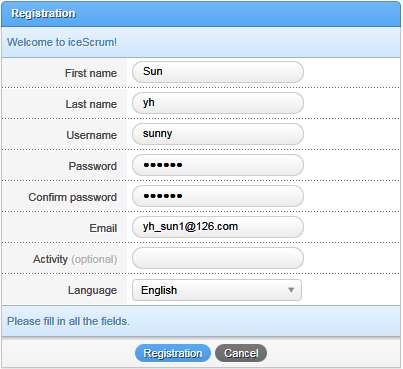 Registration
Welcome to iceScrum!
First name Sun
Last name yh
Username sunny
Password ••••••
Confirm password ••••••
Email yh_sun1@126.com
Activity (optional)
Language English
Please fill in all the fields.
Registration Cancel